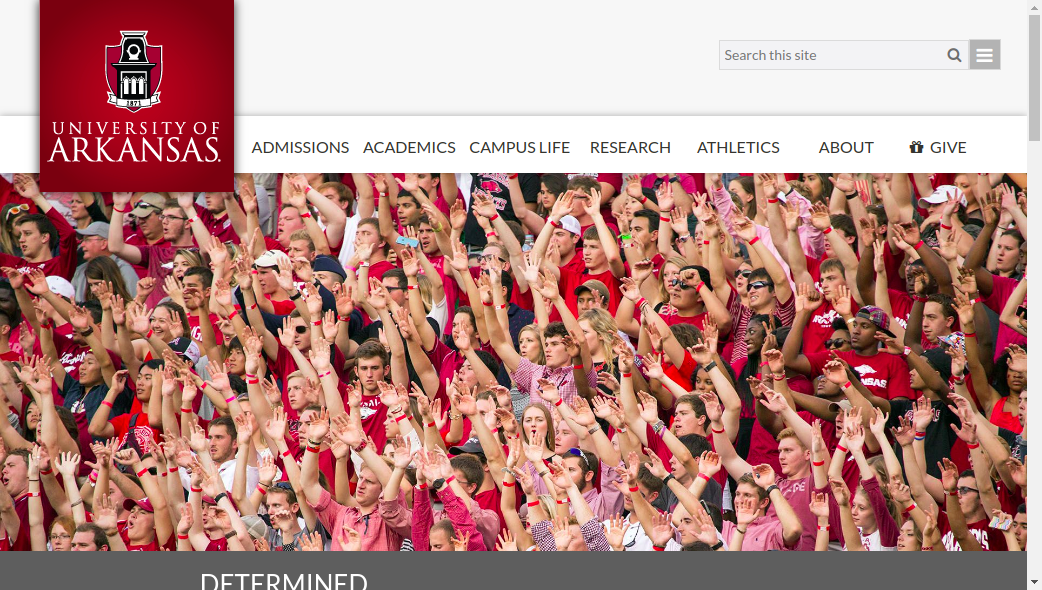 1871
UNIVERSITY OF
ARKANSAS.
Search this site
ADMISSIONS
ACADEMICS
CAMPUS LIFE
RESEARCH
ATHLETICS
ABOUT
GIVE
DETERMINED